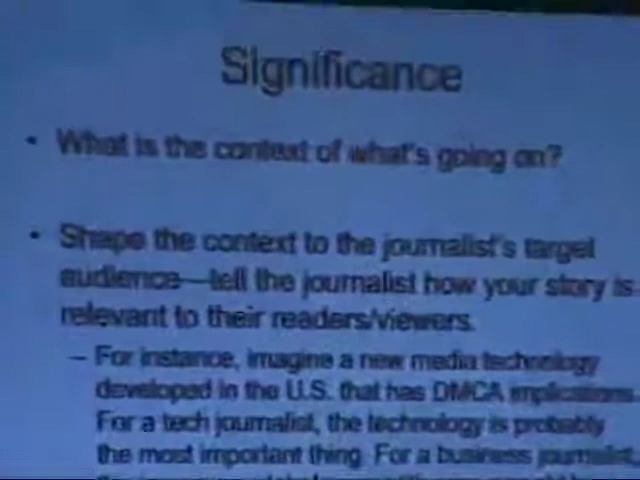 Significance
• What is the context of what's going on?
• Shape the context to the journalist's target
audience—tell the journalist how your story is
relevant to their readers/viewers.
– For instance, imagine a new media technology
developed in the U.S. that has DMCA implications.
For a tech journalist, the technology is probably
the most important thing. For a business journalist,